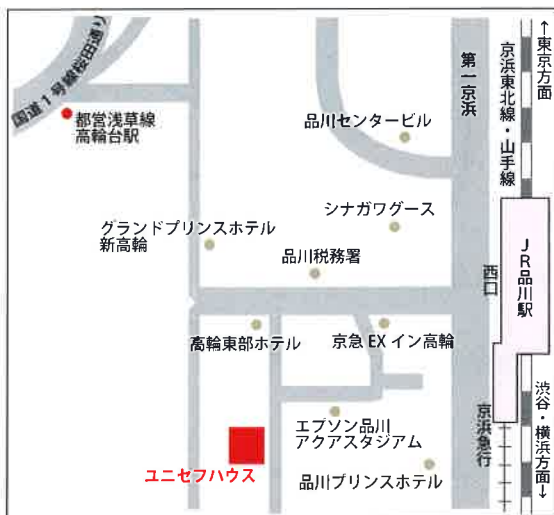 国道1号線桜田通り
都営浅草線
高輪台駅
品川センタービル
第一京浜
京浜東北線・山手線
↑東京方面
シナガワグース
グランドプリンスホテル
新高輪
品川税務署
西口
JR品川駅
高輪東部ホテル
京急EXイン高輪
エプソン品川
アクアスタジアム
京浜急行
渋谷・横浜方面↓
ユニセフハウス
品川プリンスホテル